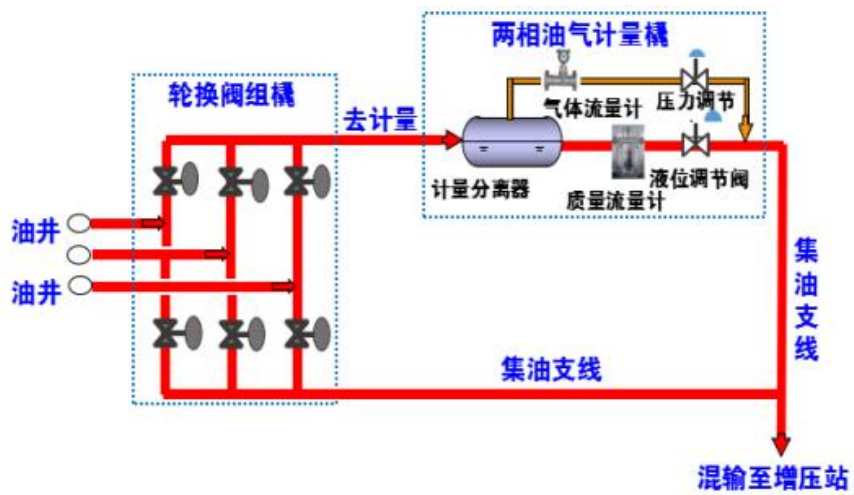 两相油气计量橇
轮换阀组橇
去计量
气体流量计
压力调节
计量分离器
质量流量计
液位调节阀
油井
油井
集油支线
集油支线
混输至增压站